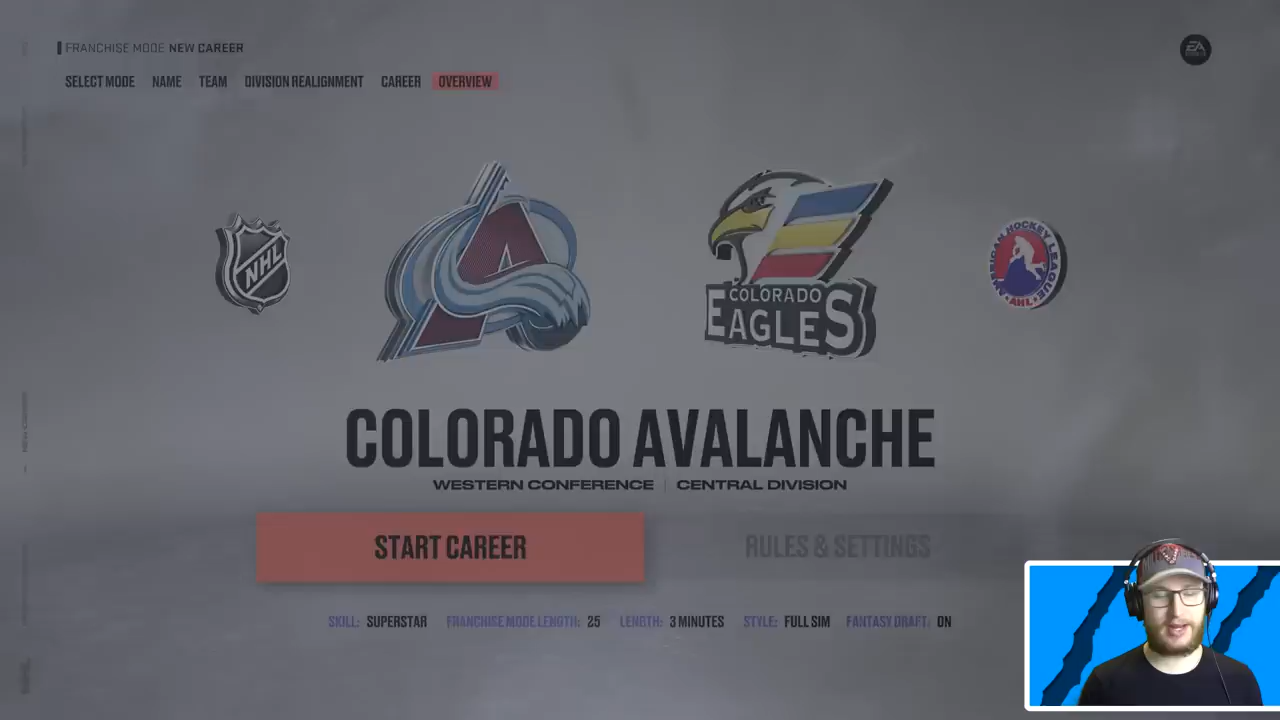 FRANCHISE MODE NEW CAREER
EA
SELECT MODE NAME TEAM DIVISION REALIGNMENT CAREER OVERVIEW
NHL
COLORADO
EAGLES
AMERICAN HOCKEY LEAGUE
AHL
COLORADO AVALANCHE
WESTERN CONFERENCE | CENTRAL DIVISION
START CAREER RULES & SETTINGS
SKILL: SUPERSTAR FRANCHISE MODE LENGTH: 25 LENGTH: 3 MINUTES STYLE: FULL SIM FANTASY DRAFT: ON